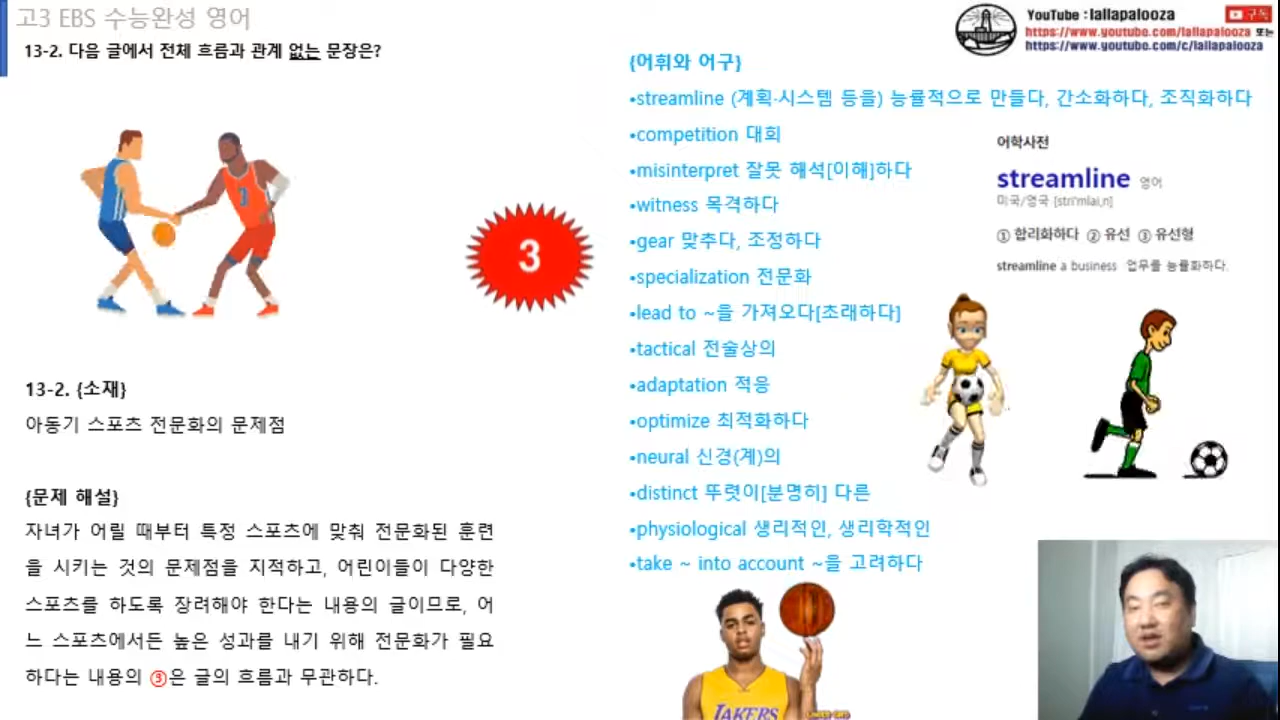 고3 EBS 수능완성 영어
13-2. 다음 글에서 전체 흐름과 관계 없는 문장은?
YouTube : lallapalooza
구독
https://www.youtube.com/lallapalooza 또는
https://www.youtube.com/c/lallapalooza
3
3
13-2. {소재}
아동기 스포츠 전문화의 문제점
{문제 해설}
자녀가 어릴 때부터 특정 스포츠에 맞춰 전문화된 훈련
을 시키는 것의 문제점을 지적하고, 어린이들이 다양한
스포츠를 하도록 장려해야 한다는 내용의 글이므로, 어
느 스포츠에서든 높은 성과를 내기 위해 전문화가 필요
하다는 내용의 ③은 글의 흐름과 무관하다.
{어휘와 어구}
•streamline (계획·시스템 등을) 능률적으로 만들다, 간소화하다, 조직화하다
•competition 대회
•misinterpret 잘못 해석[이해]하다
•witness 목격하다
•gear 맞추다, 조정하다
•specialization 전문화
•lead to ~을 가져오다[초래하다]
•tactical 전술상의
•adaptation 적응
•optimize 최적화하다
•neural 신경(계)의
•distinct 뚜렷이[분명히] 다른
•physiological 생리적인, 생리학적인
•take ~ into account ~을 고려하다
어학사전
streamline 영어
미국/영국 [stri'mlai,n]
① 합리화하다 ② 유선 ③ 유선형
streamline a business 업무를 능률화하다.
LAKERS